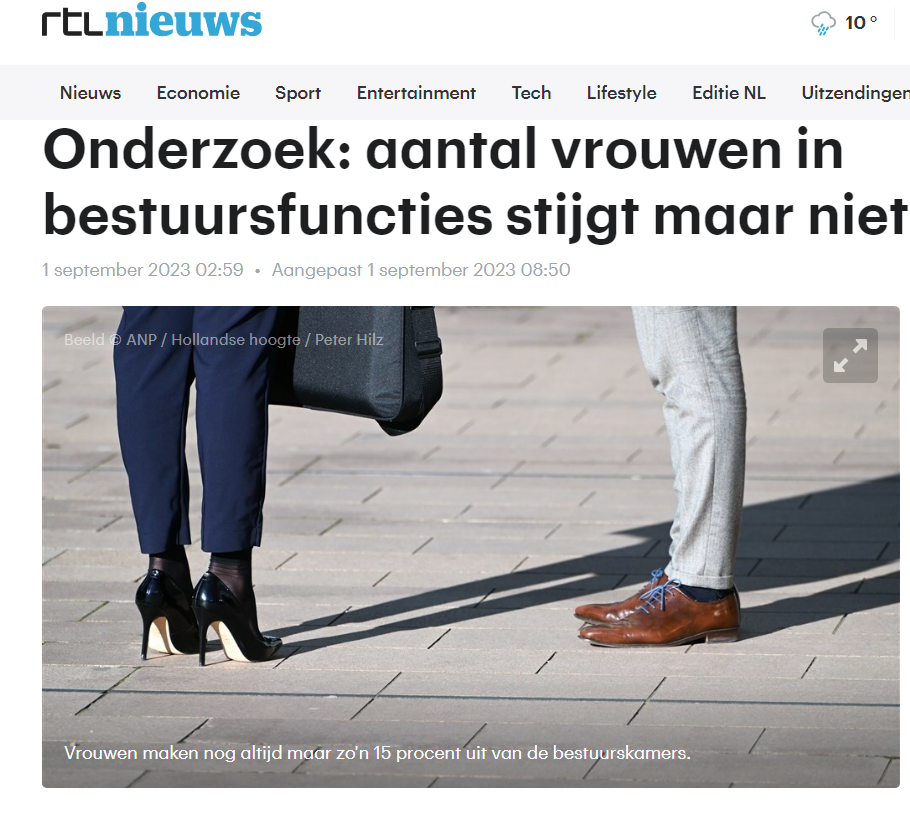 rtlnieuws
10°
Nieuws Economie Sport Entertainment Tech Lifestyle Editie NL Uitzendingen
Onderzoek: aantal vrouwen in
bestuursfuncties stijgt maar niet
1 september 2023 02:59 • Aangepast 1 september 2023 08:50
Beeld © ANP / Hollandse hoogte / Peter Hilz
Vrouwen maken nog altijd maar zo'n 15 procent uit van de bestuurskamers.